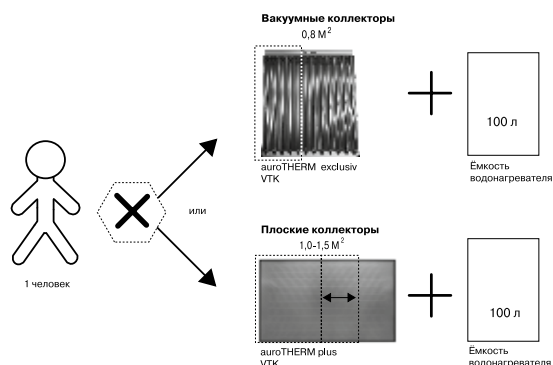 Вакуумные коллекторы
0,8 М²
100 л
auroTHERM exclusiv
VTK
Ёмкость
водонагревателя
или
1 человек
Плоские коллекторы
1,0-1,5 М²
100 л
auroTHERM plus
VTK
Ёмкость
водонагревателя